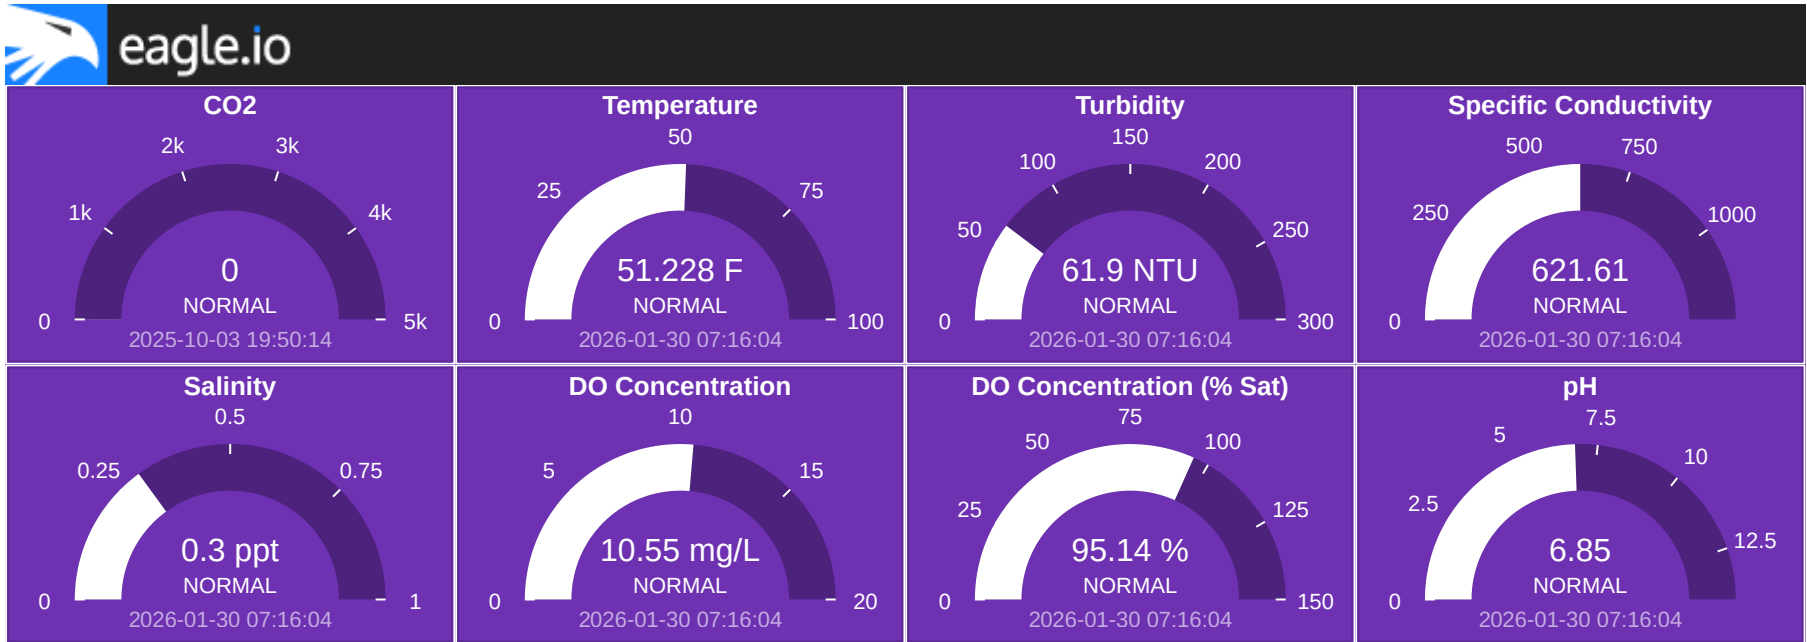 eagle.io
CO2
0
1k
2k
3k
4k
5k
0
NORMAL
2025-10-03 19:50:14
Temperature
0
25
50
75
100
51.228 F
NORMAL
2026-01-30 07:16:04
Turbidity
0
50
100
150
200
250
300
61.9 NTU
NORMAL
2026-01-30 07:16:04
Specific Conductivity
0
250
500
750
1000
621.61
NORMAL
2026-01-30 07:16:04
Salinity
0
0.25
0.5
0.75
1
0.3 ppt
NORMAL
2026-01-30 07:16:04
DO Concentration
0
5
10
15
20
10.55 mg/L
NORMAL
2026-01-30 07:16:04
DO Concentration (% Sat)
0
25
50
75
100
125
150
95.14 %
NORMAL
2026-01-30 07:16:04
pH
0
2.5
5
7.5
10
12.5
6.85
NORMAL
2026-01-30 07:16:04